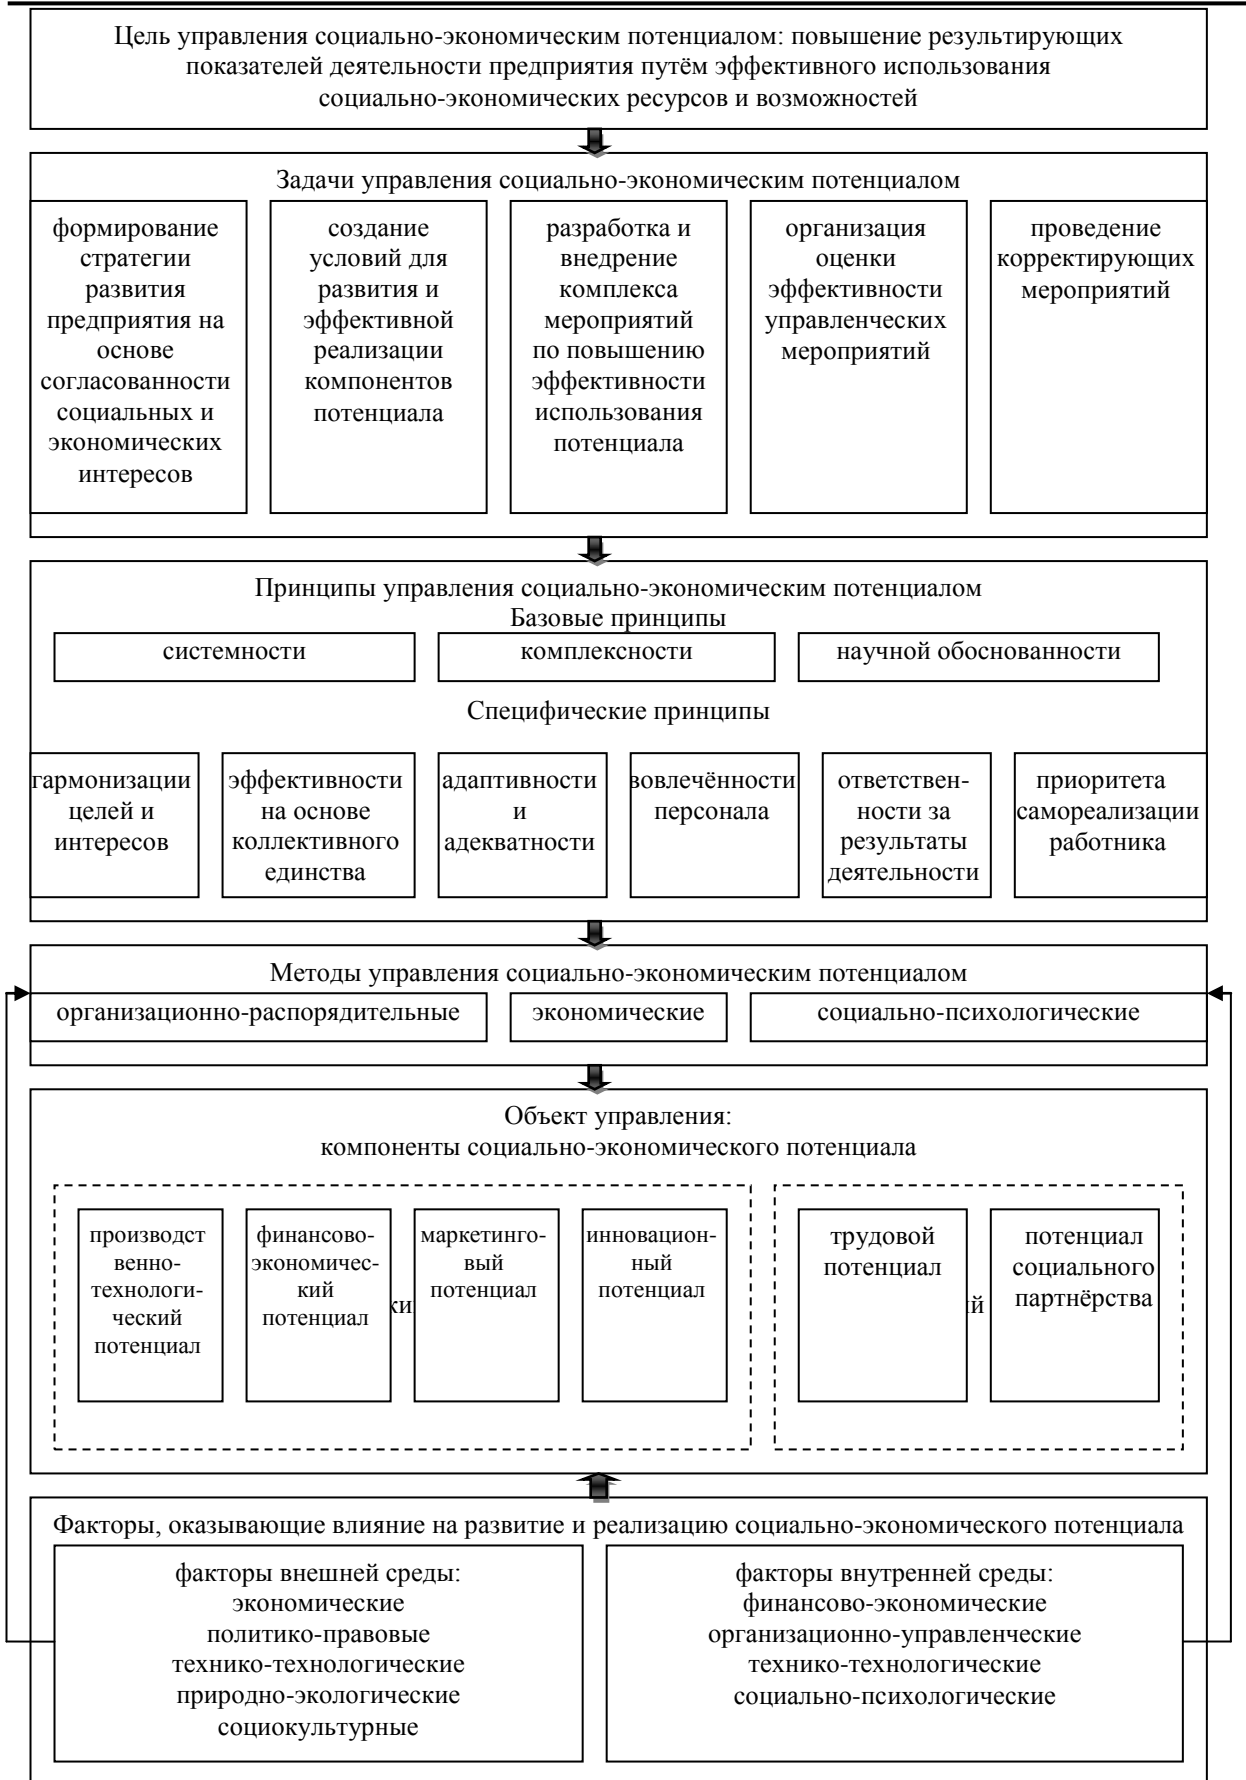 Цель управления социально-экономическим потенциалом: повышение результирующих
показателей деятельности предприятия путём эффективного использования
социально-экономических ресурсов и возможностей
Задачи управления социально-экономическим потенциалом
формирование
стратегии
развития
предприятия на
основе
согласованности
социальных и
экономических
интересов
создание
условий для
развития и
эффективной
реализации
компонентов
потенциала
разработка и
внедрение
комплекса
мероприятий
по повышению
эффективности
использования
потенциала
организация
оценки
эффективности
управленческих
мероприятий
проведение
корректирующих
мероприятий
Принципы управления социально-экономическим потенциалом
Базовые принципы
системности
комплексности
научной обоснованности
Специфические принципы
гармонизации
целей и
интересов
эффективности
на основе
коллективного
единства
адаптивности
и
адекватности
вовлечённости
персонала
ответствен-
ности за
результаты
деятельности
приоритета
самореализации
работника
Методы управления социально-экономическим потенциалом
организационно-распорядительные
экономические
социально-психологические
Объект управления:
компоненты социально-экономического потенциала
производст
венно-
технологи-
ческий
потенциал
финансово-
экономичес-
кий
потенциал
маркетинго-
вый
потенциал
инновацион-
ный
потенциал
трудовой
потенциал
потенциал
социального
партнёрства
Факторы, оказывающие влияние на развитие и реализацию социально-экономического потенциала
факторы внешней среды:
экономические
политико-правовые
технико-технологические
природно-экологические
социокультурные
факторы внутренней среды:
финансово-экономические
организационно-управленческие
технико-технологические
социально-психологические